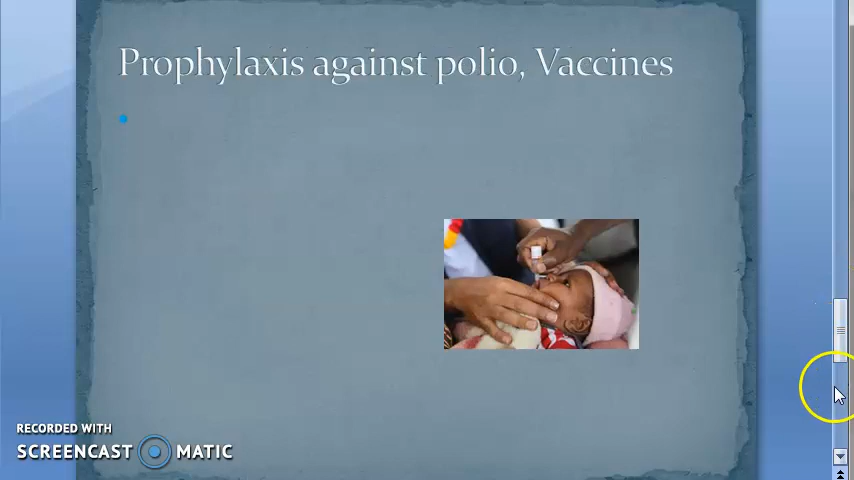 Prophylaxis against polio, Vaccines
RECORDED WITH
SCREENCAST MATIC